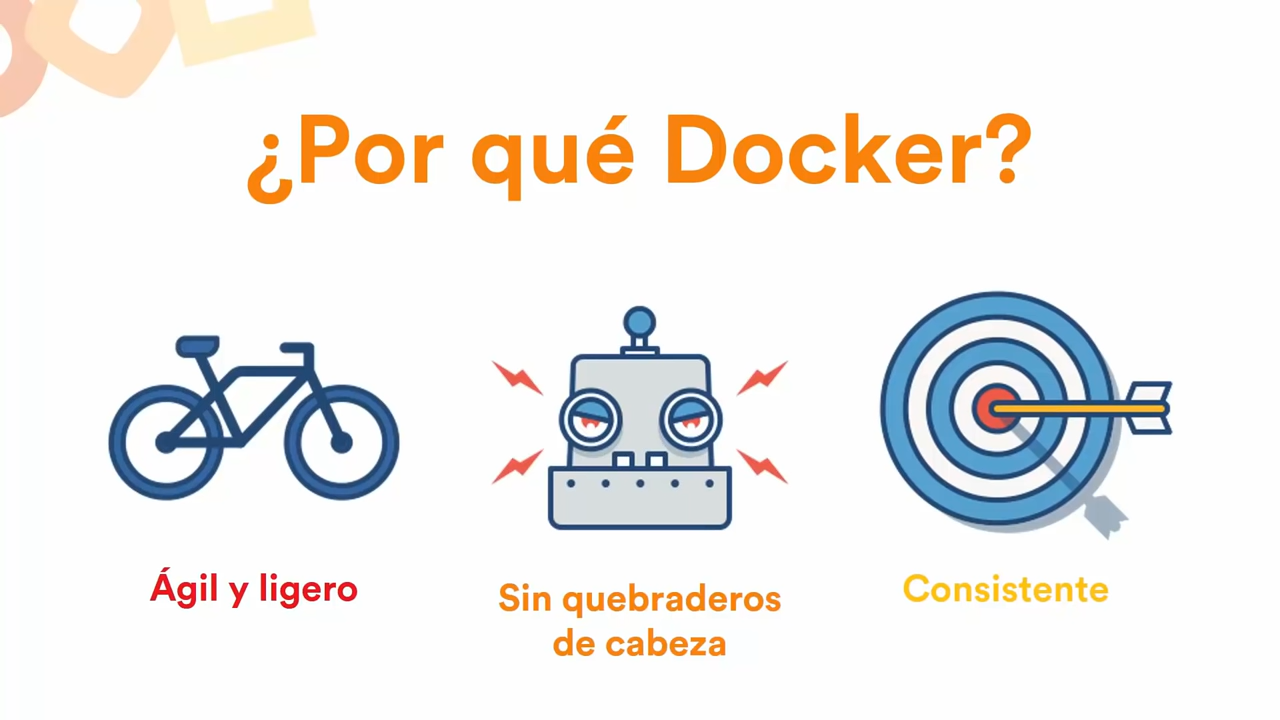 ¿Por qué Docker?
Ágil y ligero
Sin quebraderos
de cabeza
Consistente